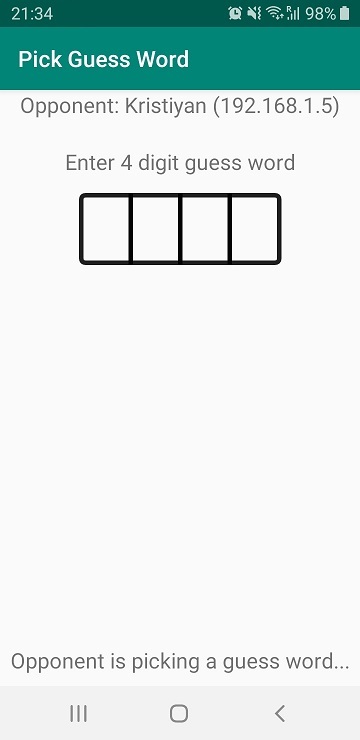 21:34 R 98%
Pick Guess Word
Opponent: Kristiyan (192.168.1.5)
Enter 4 digit guess word
Opponent is picking a guess word...